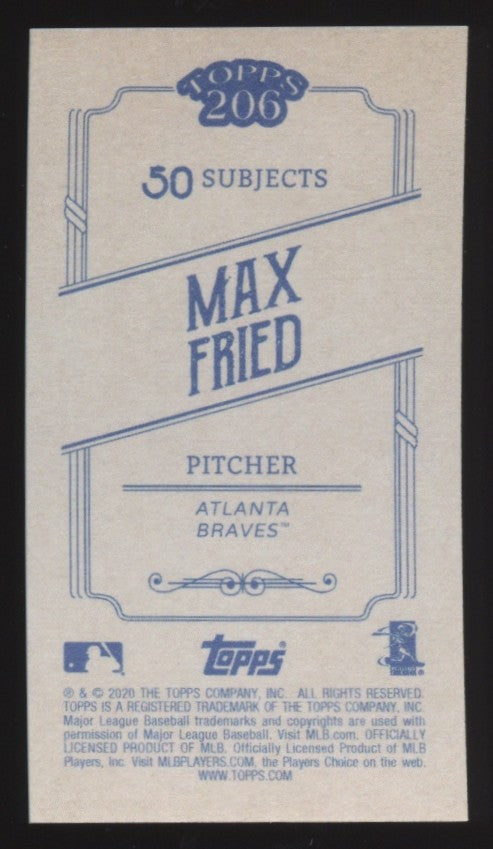 TOPPS
206
50 SUBJECTS
MAX
FRIED
PITCHER
ATLANTA
BRAVES™
topps®
® & © 2020 THE TOPPS COMPANY, INC. ALL RIGHTS RESERVED.
TOPPS IS A REGISTERED TRADEMARK OF THE TOPPS COMPANY, INC.
Major League Baseball trademarks and copyrights are used with
permission of Major League Baseball. Visit MLB.com. OFFICIALLY
LICENSED PRODUCT OF MLB. Officially Licensed Product of MLB
Players, Inc. Visit MLBPLAYERS.COM, the Players Choice on the web.
WWW.TOPPS.COM